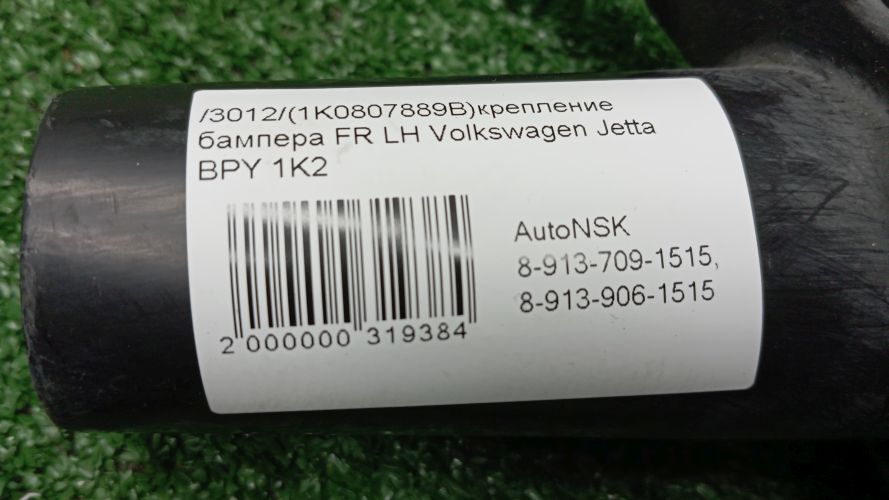 /3012/(1K0807889B)крепление
бампера FR LH Volkswagen Jetta
BPY 1K2
AutoNSK
8-913-709-1515,
8-913-906-1515
2 000000 319384